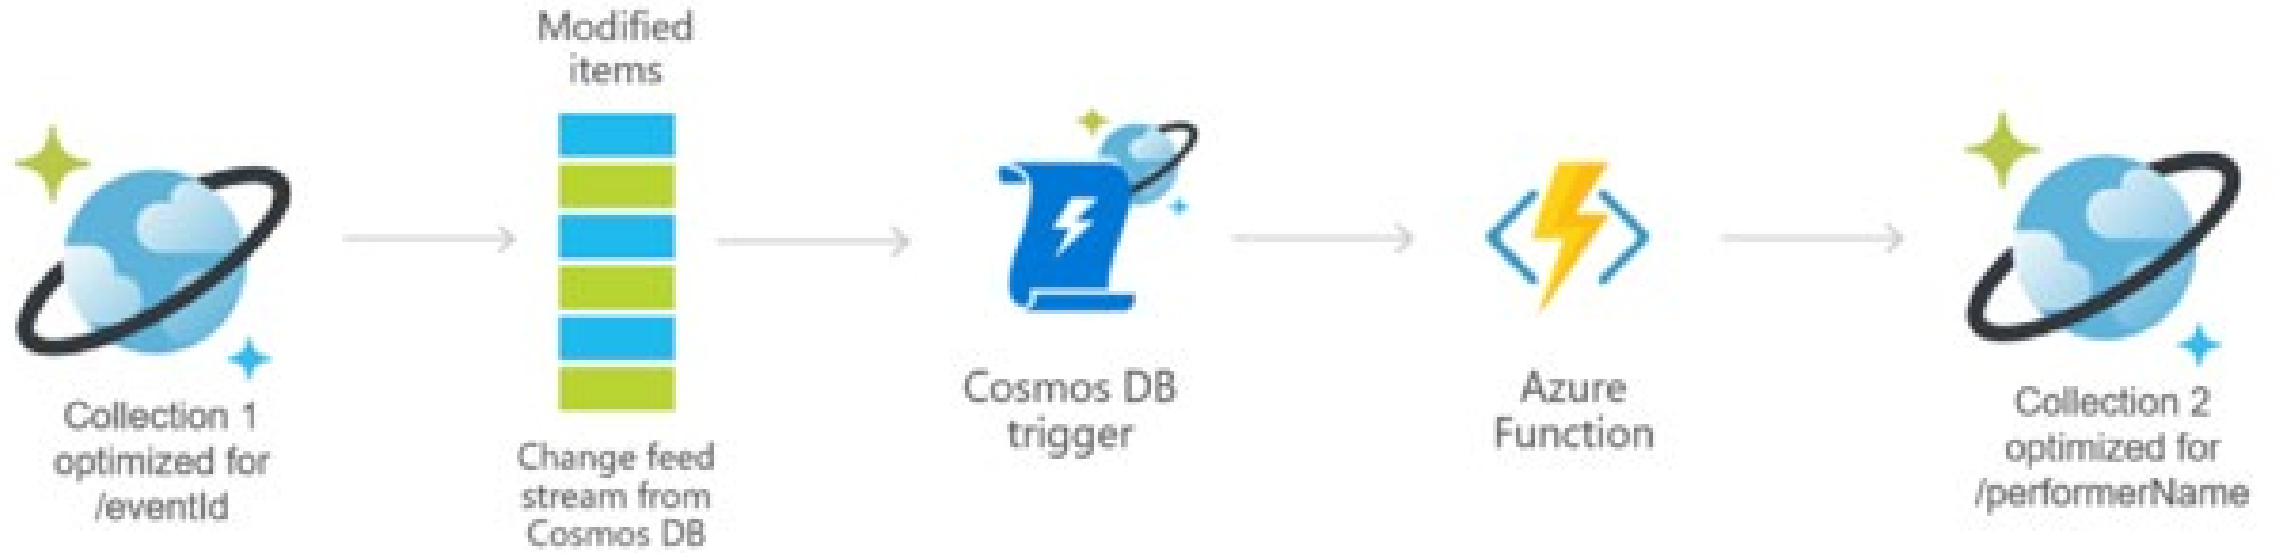 Collection 1
optimized for
/eventId
Modified
items
Change feed
stream from
Cosmos DB
Cosmos DB
trigger
Azure
Function
Collection 2
optimized for
/performerName